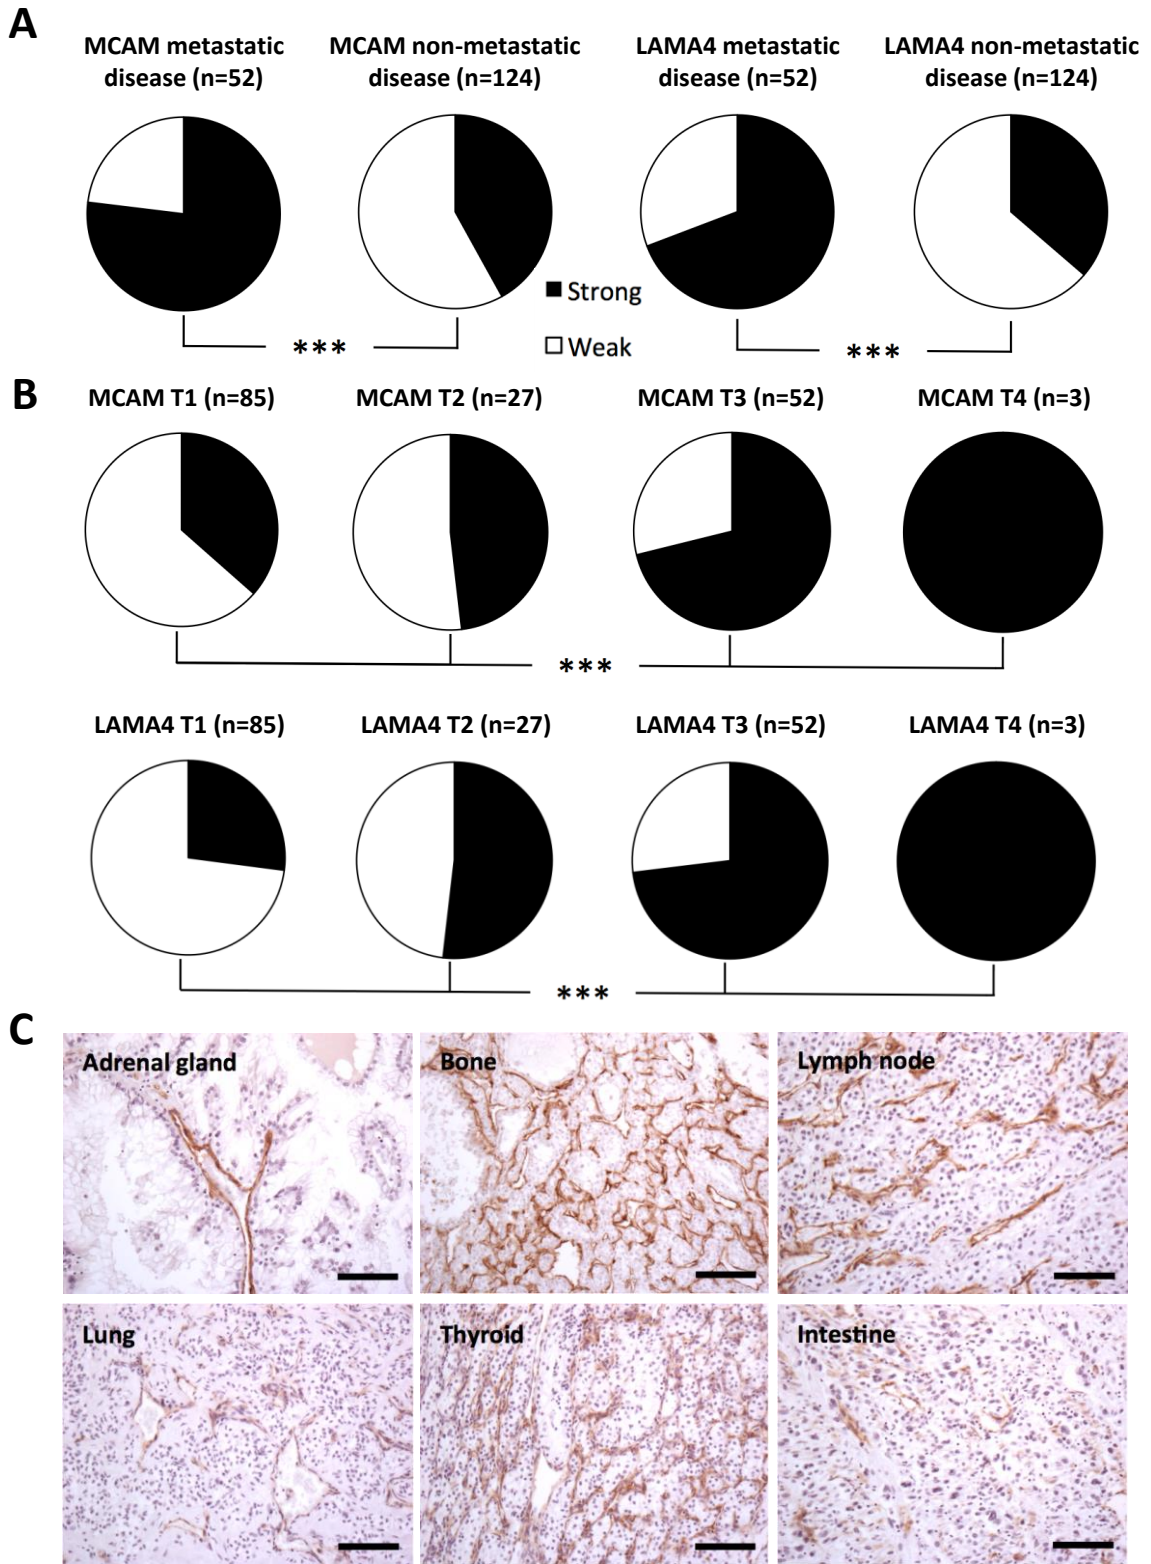 A
MCAM metastatic
disease (n=52)
MCAM non-metastatic
disease (n=124)
LAMA4 metastatic
disease (n=52)
LAMA4 non-metastatic
disease (n=124)
Strong
Weak
***
***
B
MCAM T1 (n=85)
MCAM T2 (n=27)
MCAM T3 (n=52)
MCAM T4 (n=3)
***
LAMA4 T1 (n=85)
LAMA4 T2 (n=27)
LAMA4 T3 (n=52)
LAMA4 T4 (n=3)
***
C
Adrenal gland
Bone
Lymph node
Lung
Thyroid
Intestine